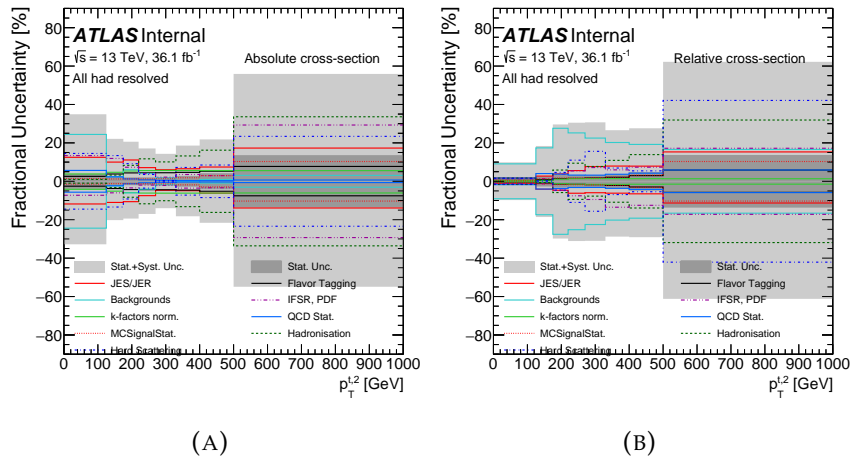 Fractional Uncertainty [%]
ATLAS Internal
√s = 13 TeV, 36.1 fb⁻¹
Absolute cross-section
All had resolved
80
60
40
20
0
−20
−40
−60
−80
Stat.+Syst. Unc.
Stat. Unc.
JES/JER
Flavor Tagging
Backgrounds
IFSR, PDF
k-factors norm.
QCD Stat.
MCSignalStat.
Hadronisation
Hard Scattering
0 100 200 300 400 500 600 700 800 900 1000
p_T^{t,2} [GeV]
(A)
Fractional Uncertainty [%]
ATLAS Internal
√s = 13 TeV, 36.1 fb⁻¹
Relative cross-section
All had resolved
80
60
40
20
0
−20
−40
−60
−80
Stat.+Syst. Unc.
Stat. Unc.
JES/JER
Flavor Tagging
Backgrounds
IFSR, PDF
k-factors norm.
QCD Stat.
MCSignalStat.
Hadronisation
Hard Scattering
0 100 200 300 400 500 600 700 800 900 1000
p_T^{t,2} [GeV]
(B)